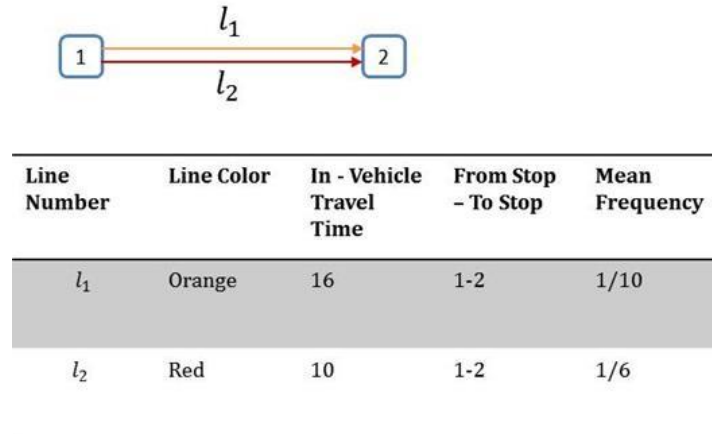 l₁
1 2
l₂
Line Number Line Color In - Vehicle Travel Time From Stop – To Stop Mean Frequency
l₁ Orange 16 1-2 1/10
l₂ Red 10 1-2 1/6